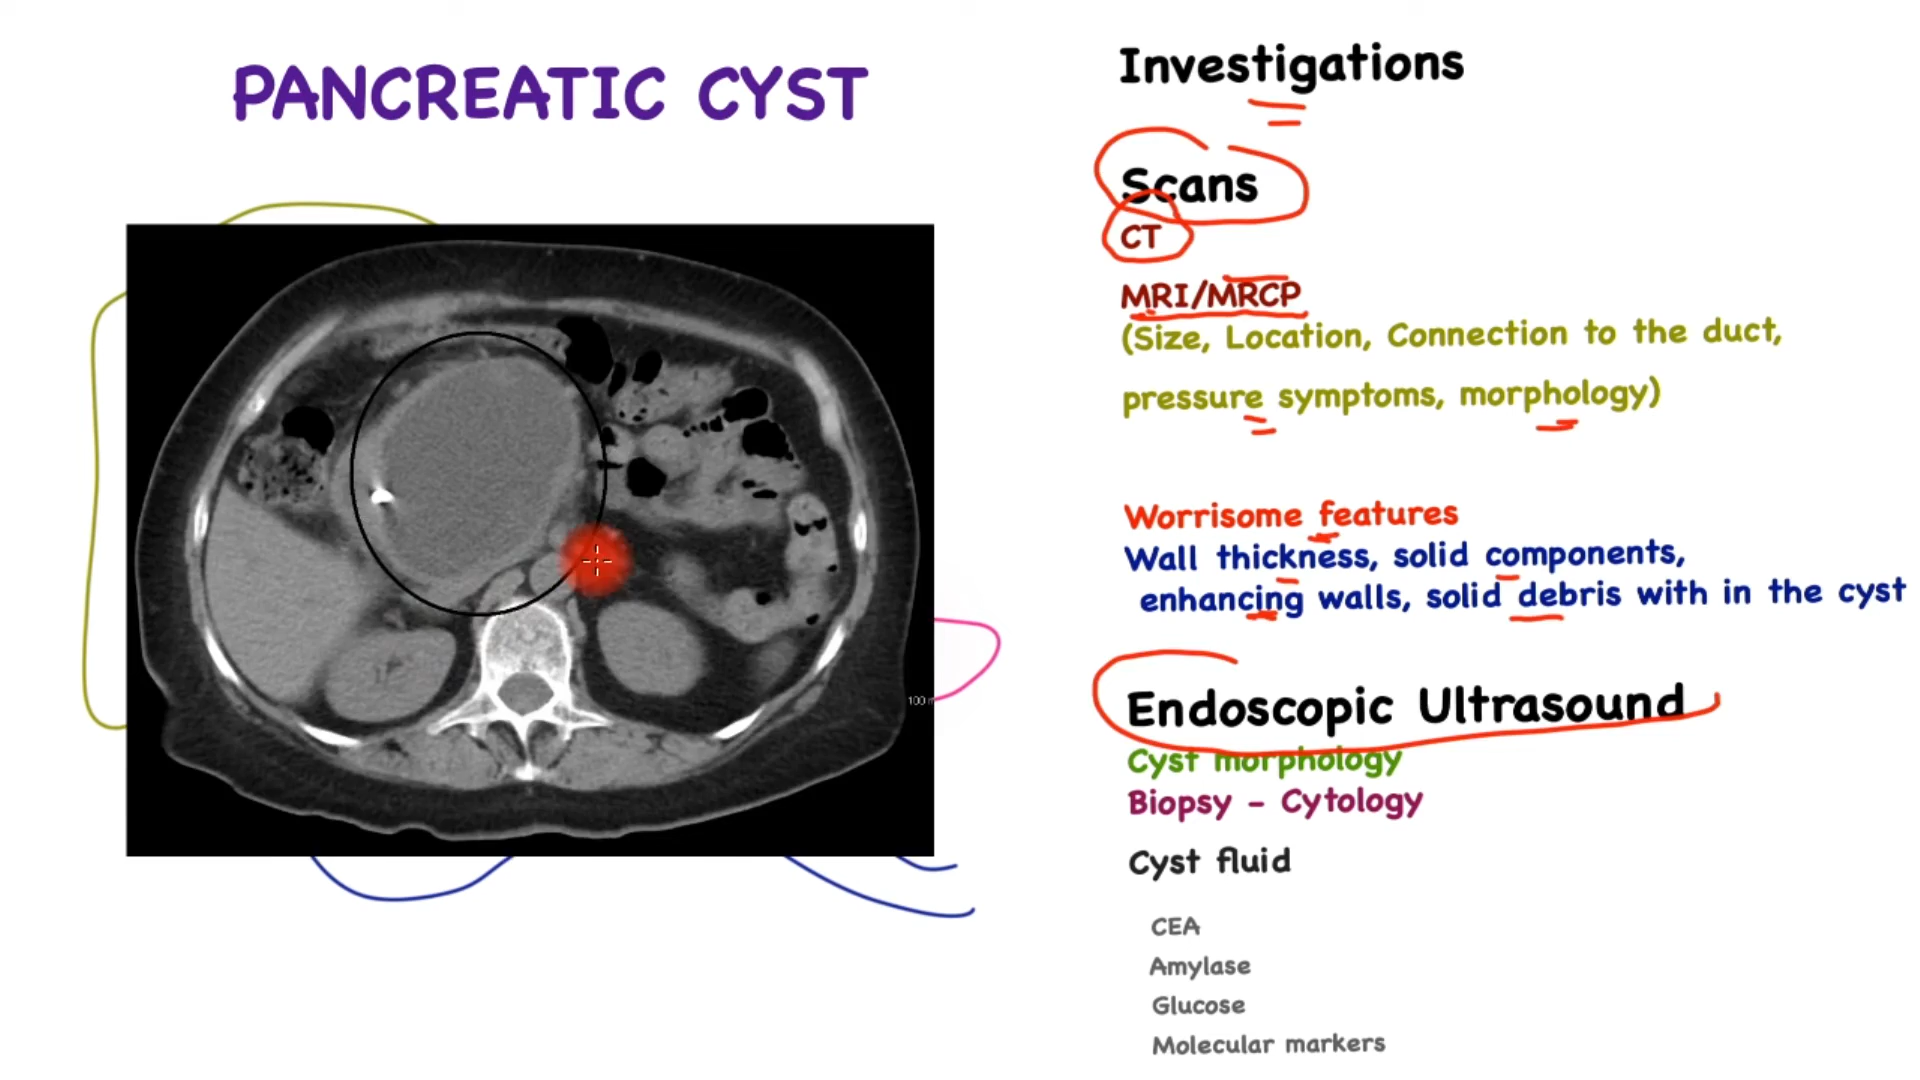 PANCREATIC CYST
Investigations
Scans
CT
MRI/MRCP
(Size, Location, Connection to the duct,
pressure symptoms, morphology)
Worrisome features
Wall thickness, solid components,
enhancing walls, solid debris with in the cyst
Endoscopic Ultrasound
Cyst morphology
Biopsy - Cytology
Cyst fluid
CEA
Amylase
Glucose
Molecular markers
100